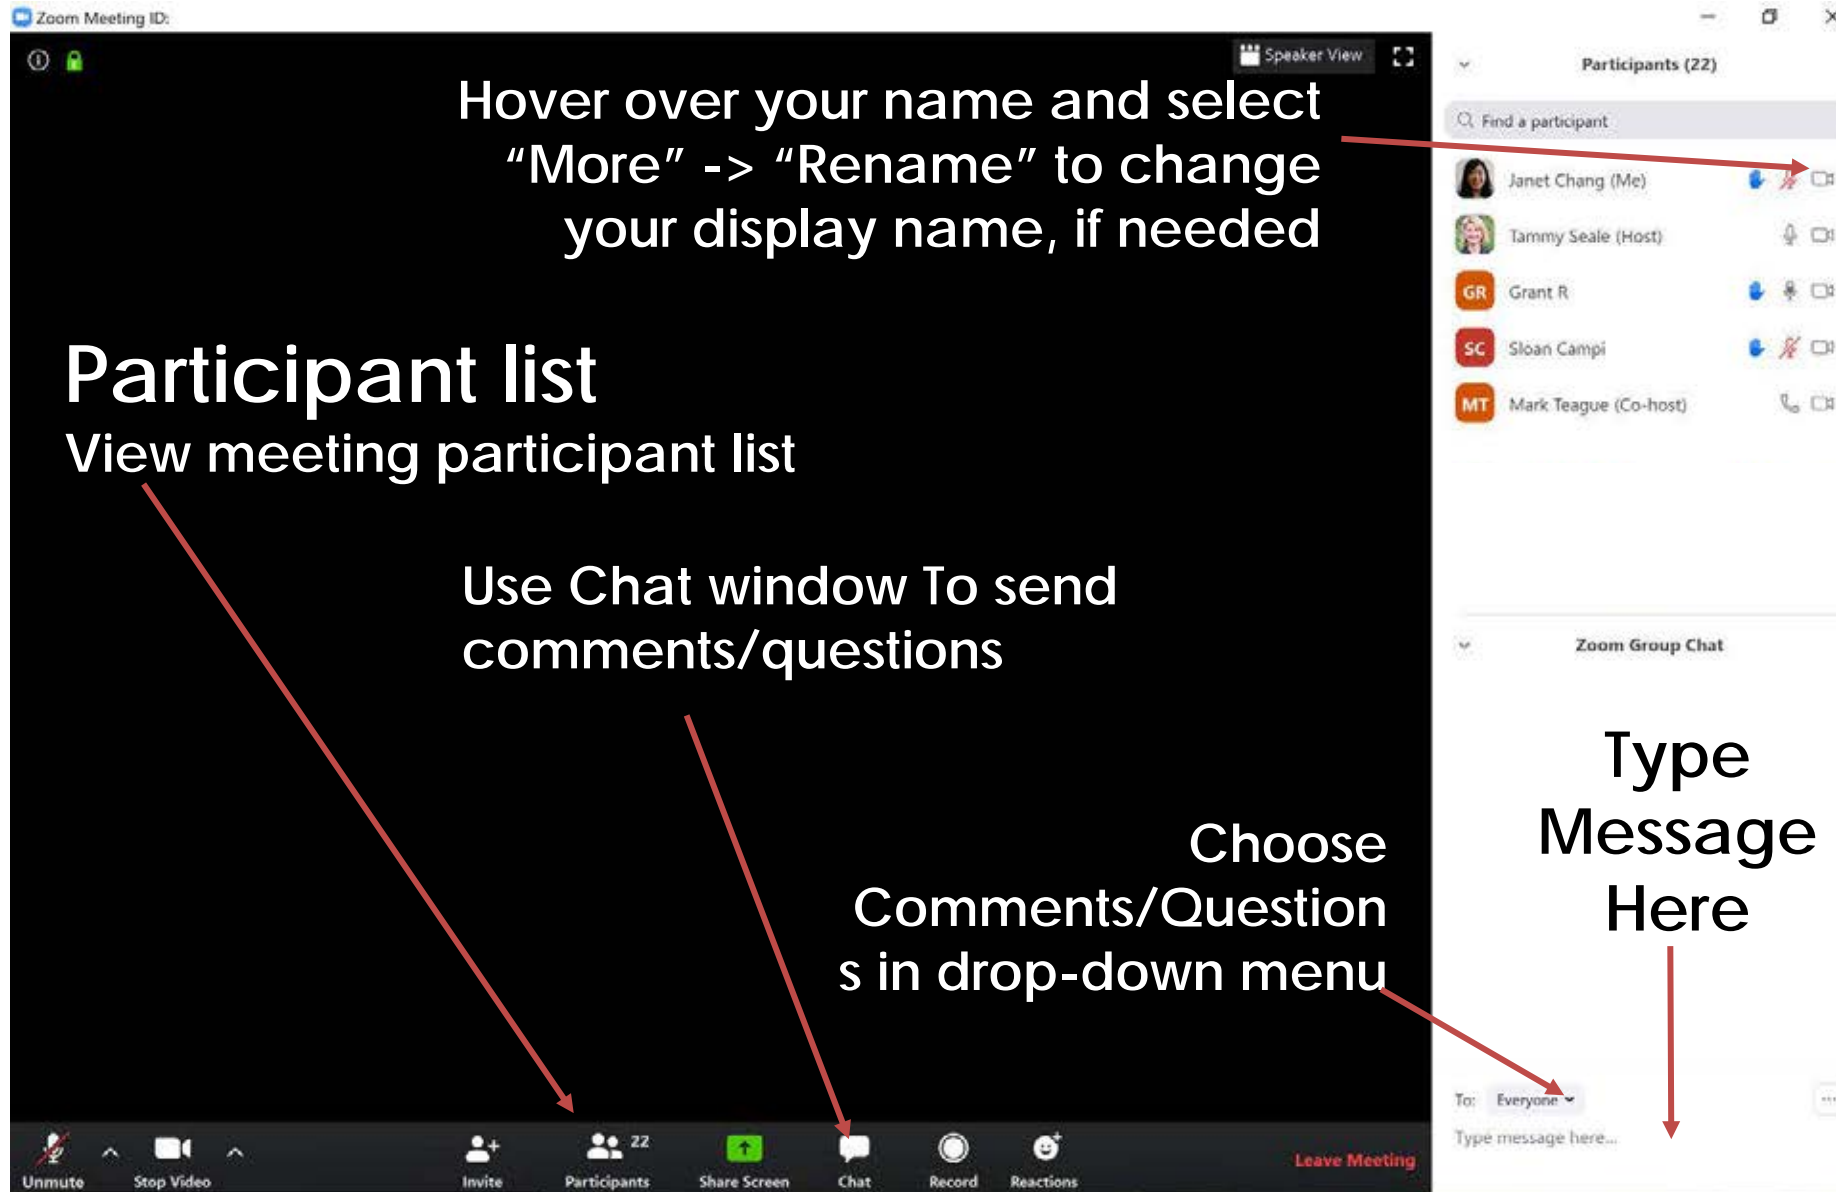 Zoom Meeting ID:
Speaker View
Hover over your name and select
“More” -> “Rename” to change
your display name, if needed
Participant list
View meeting participant list
Use Chat window To send
comments/questions
Choose
Comments/Question
s in drop-down menu
Unmute
Stop Video
Invite
22
Participants
Share Screen
Chat
Record
Reactions
Leave Meeting
Participants (22)
Find a participant
Janet Chang (Me)
Tammy Seale (Host)
GR Grant R
SC Sloan Campi
MT Mark Teague (Co-host)
Zoom Group Chat
Type
Message
Here
To: Everyone
Type message here...